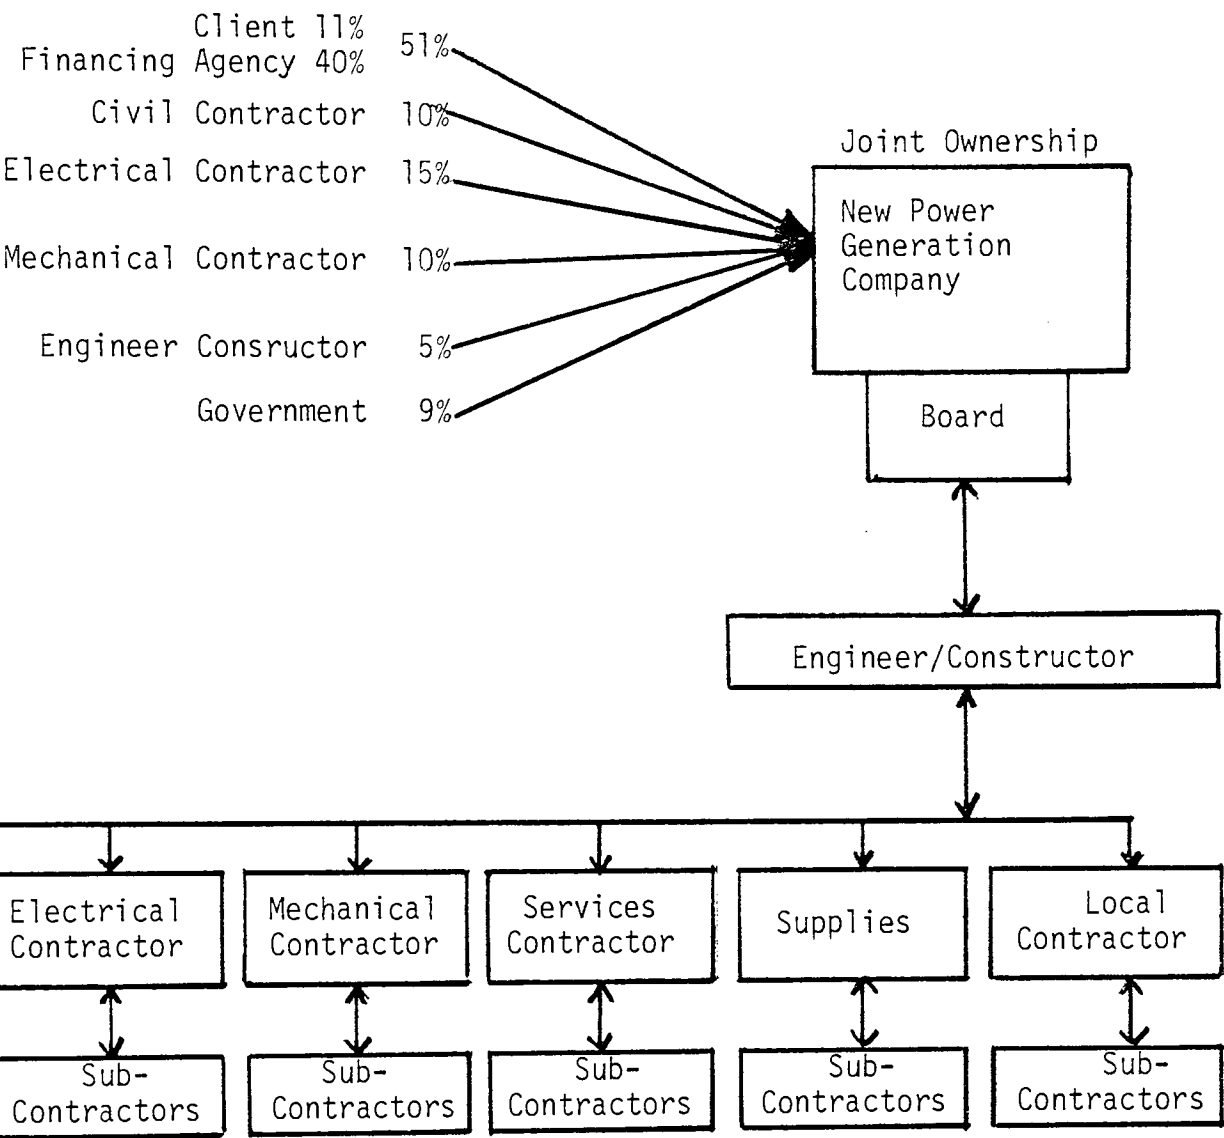 Client 11%
Financing Agency 40%
51%
Civil Contractor 10%
Electrical Contractor 15%
Mechanical Contractor 10%
Engineer Consructor 5%
Government 9%
Joint Ownership
New Power
Generation
Company
Board
Engineer/Constructor
Electrical
Contractor
Mechanical
Contractor
Services
Contractor
Supplies
Local
Contractor
Sub-
Contractors
Sub-
Contractors
Sub-
Contractors
Sub-
Contractors
Sub-
Contractors